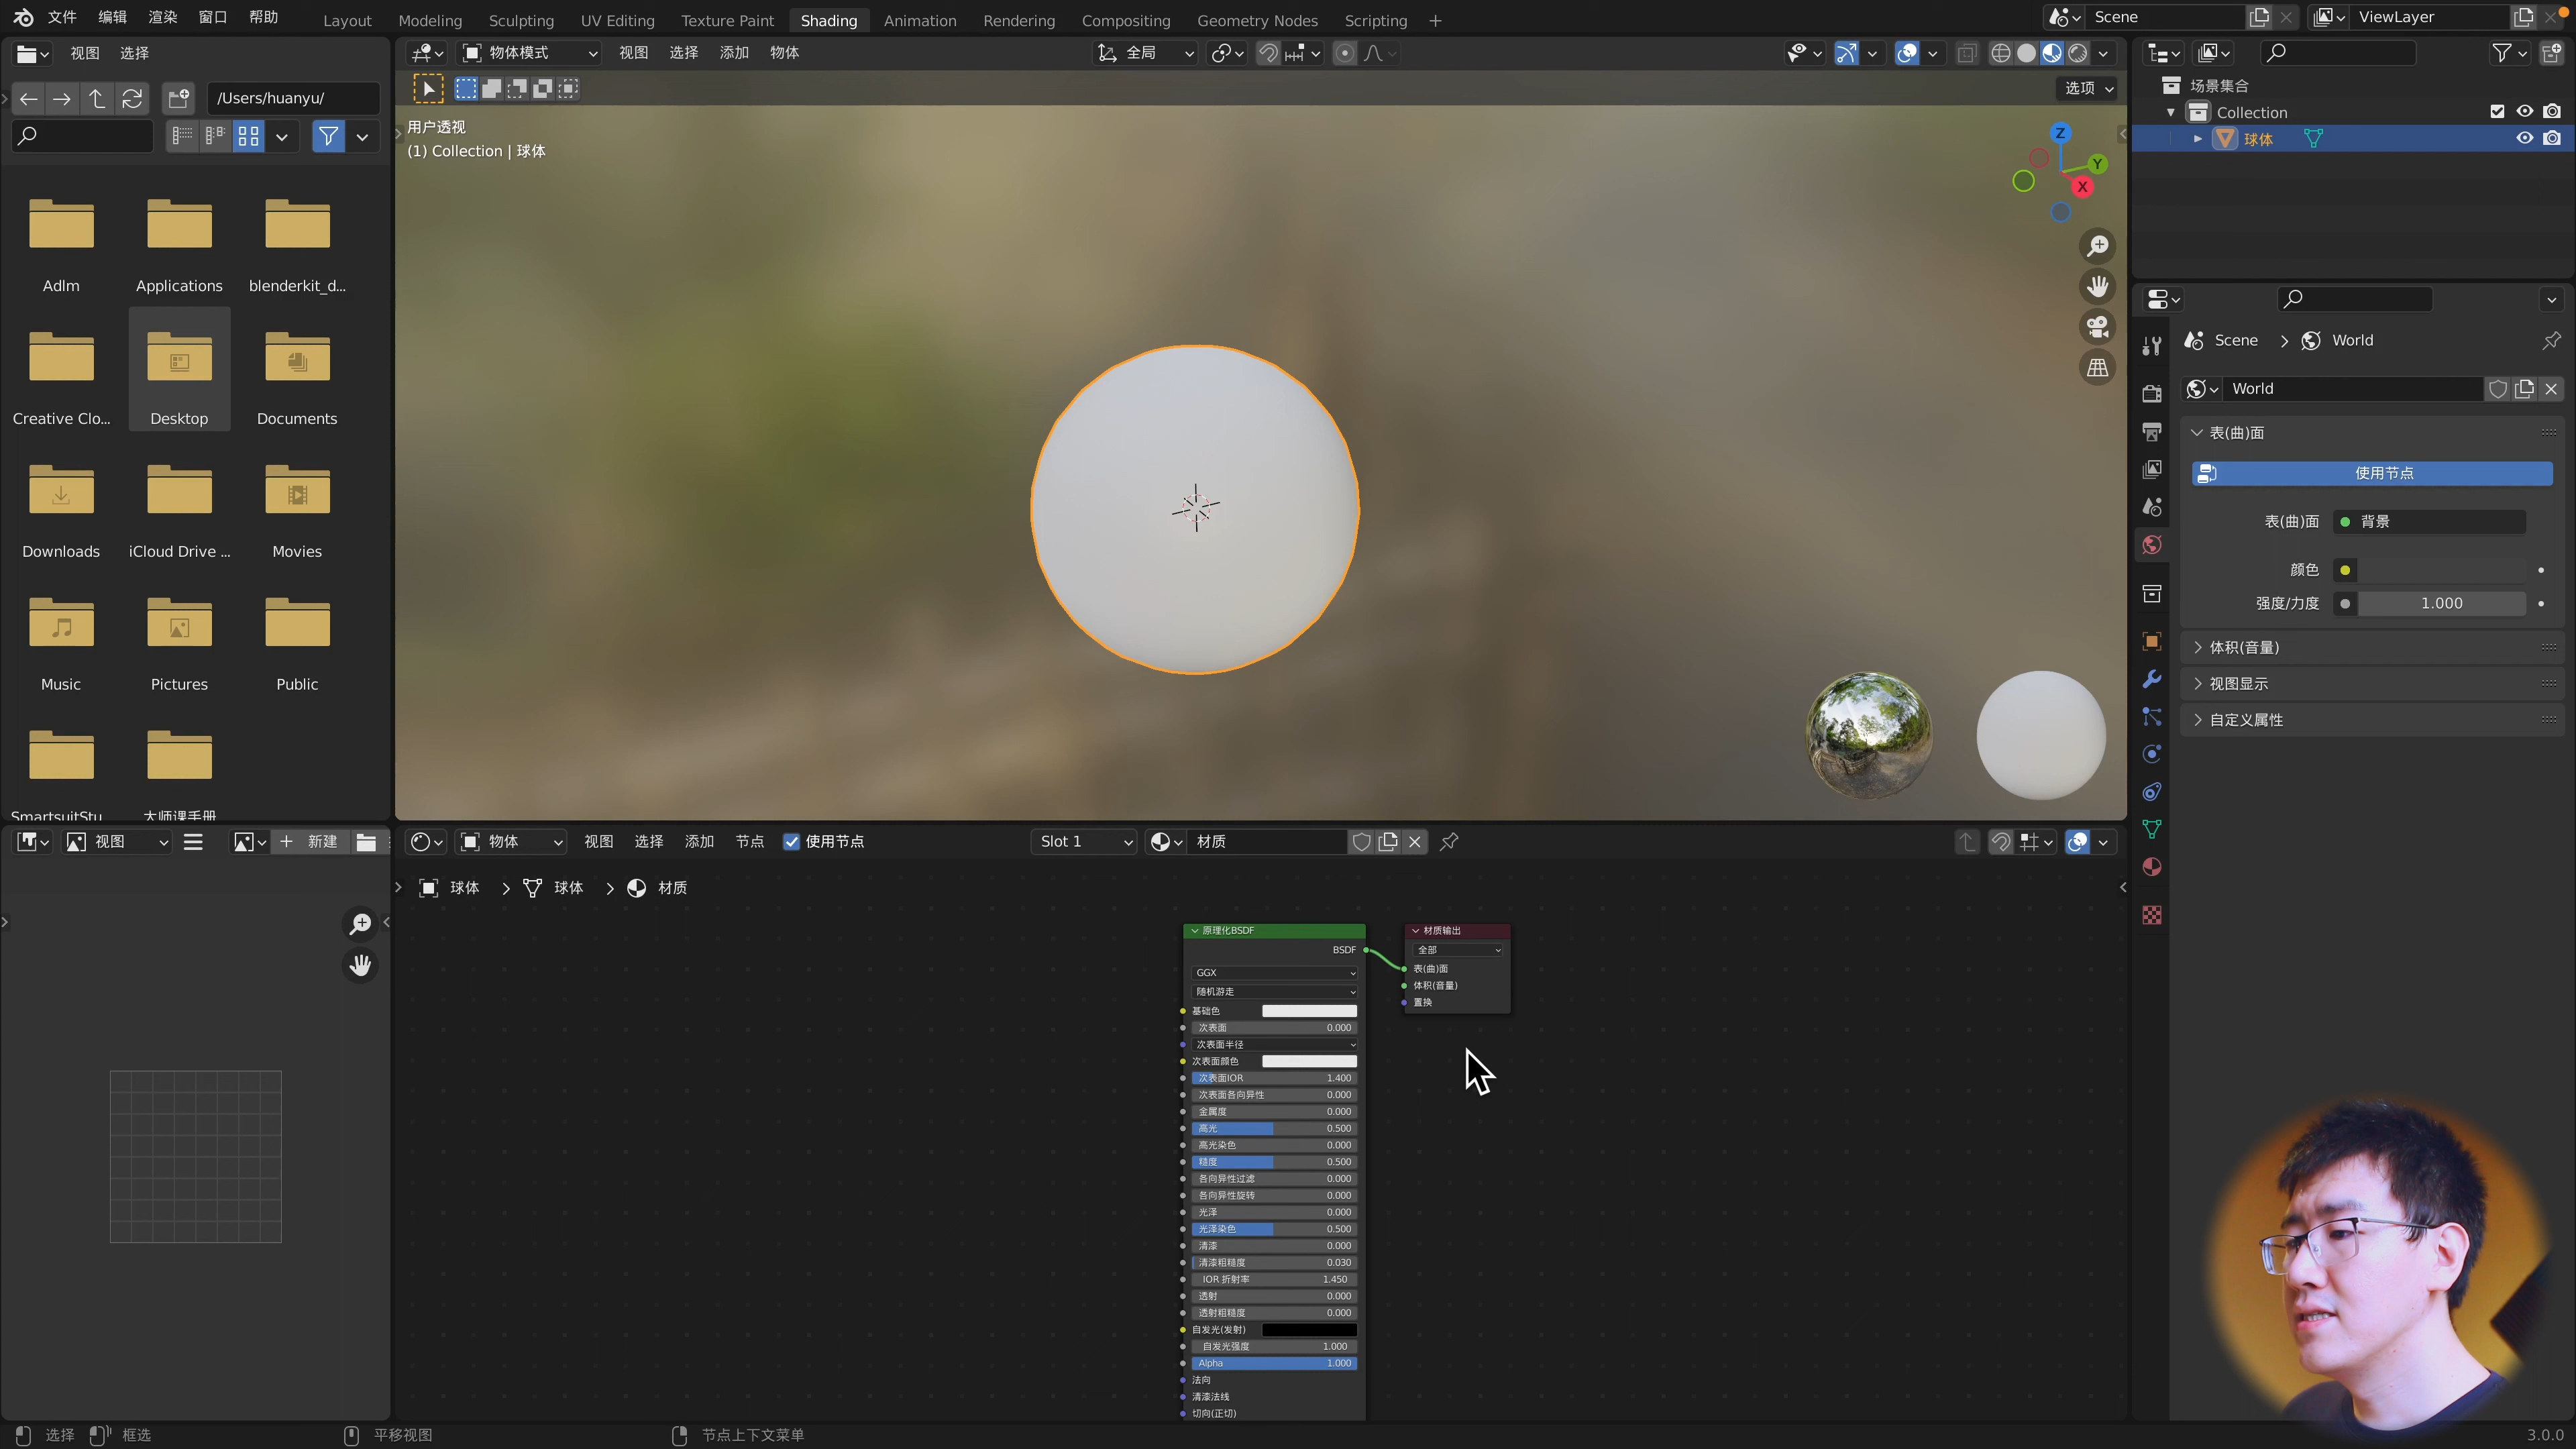 文件 编辑 渲染 窗口 帮助 Layout Modeling Sculpting UV Editing Texture Paint Shading Animation Rendering Compositing Geometry Nodes Scripting + Scene ViewLayer
视图 选择
/Users/huanyu/
Adlm Applications blenderkit_d...
Creative Clo... Desktop Documents
Downloads iCloud Drive ... Movies
Music Pictures Public
SmartsuitStu 大师课手册
物体模式 视图 选择 添加 物体 全局
选项
用户透视
(1) Collection | 球体
Z
Y
X
场景集合
Collection
球体
Scene World
World
表(曲)面
使用节点
表(曲)面 背景
颜色
强度/力度 1.000
体积(音量)
视图显示
自定义属性
视图 新建
物体 视图 选择 添加 节点 使用节点 Slot 1 材质
球体 球体 材质
原理化BSDF
BSDF
GGX
随机游走
基础色
次表面 0.000
次表面半径
次表面颜色
次表面IOR 1.400
次表面各向异性 0.000
金属度 0.000
高光 0.500
高光染色 0.000
糙度 0.500
各向异性过滤 0.000
各向异性旋转 0.000
光泽 0.000
光泽染色 0.500
清漆 0.000
清漆粗糙度 0.030
IOR 折射率 1.450
透射 0.000
透射粗糙度 0.000
自发光(发射)
自发光强度 1.000
Alpha 1.000
法向
清漆法线
切向(正切)
材质输出
全部
表(曲)面
体积(音量)
置换
选择 框选 平移视图 节点上下文菜单 3.0.0